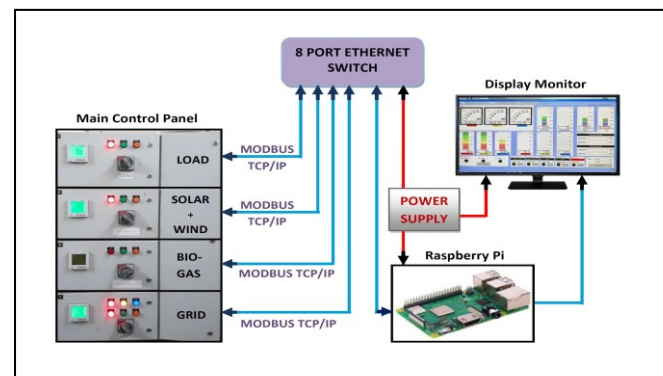 8 PORT ETHERNET
SWITCH
Display Monitor
Main Control Panel
LOAD
MODBUS
TCP/IP
SOLAR
+
WIND
MODBUS
TCP/IP
POWER
SUPPLY
BIO-
GAS
MODBUS TCP/IP
Raspberry Pi
GRID
MODBUS TCP/IP